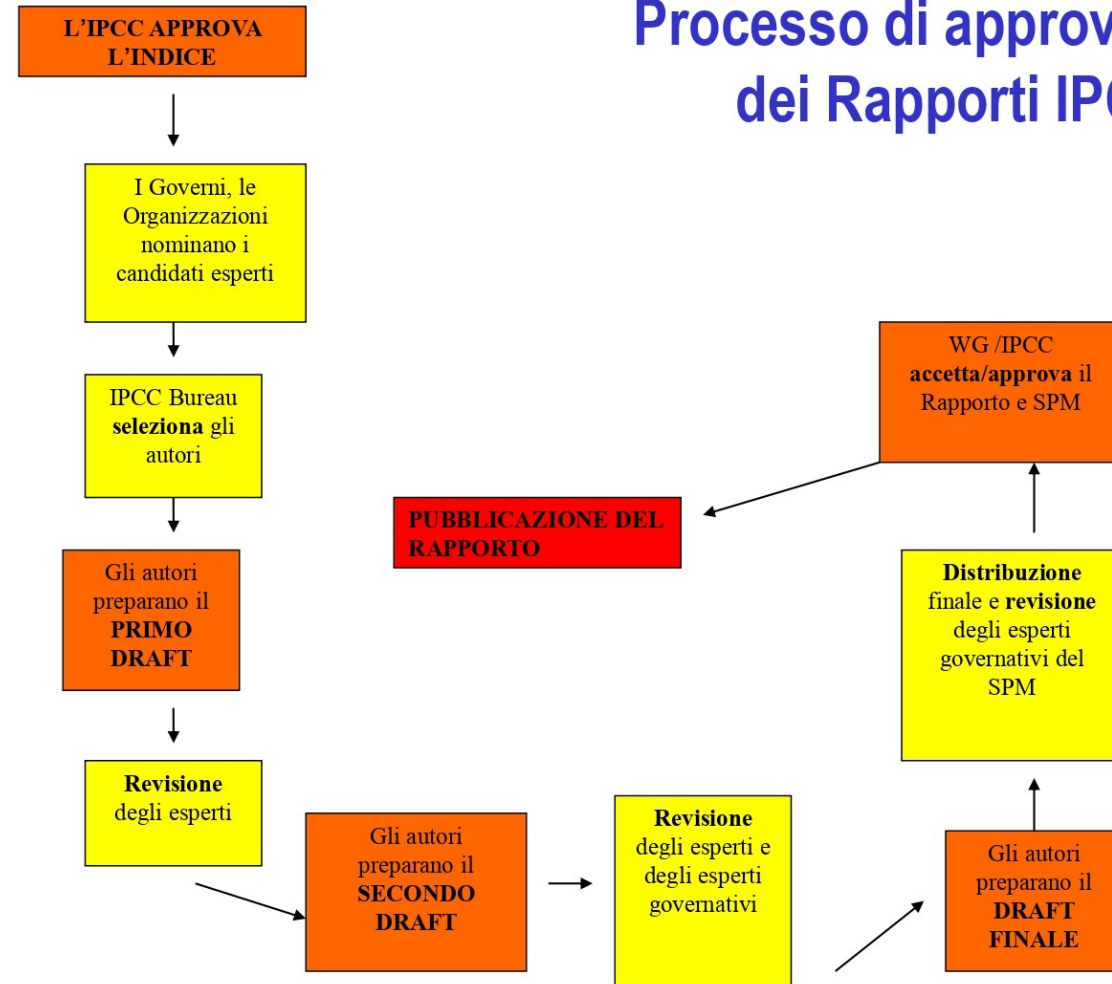 Processo di approv
dei Rapporti IPC
L'IPCC APPROVA
L'INDICE
I Governi, le
Organizzazioni
nominano i
candidati esperti
IPCC Bureau
seleziona gli
autori
Gli autori
preparano il
PRIMO
DRAFT
Revisione
degli esperti
Gli autori
preparano il
SECONDO
DRAFT
Revisione
degli esperti e
degli esperti
governativi
Gli autori
preparano il
DRAFT
FINALE
Distribuzione
finale e revisione
degli esperti
governativi del
SPM
WG /IPCC
accetta/approva il
Rapporto e SPM
PUBBLICAZIONE DEL
RAPPORTO